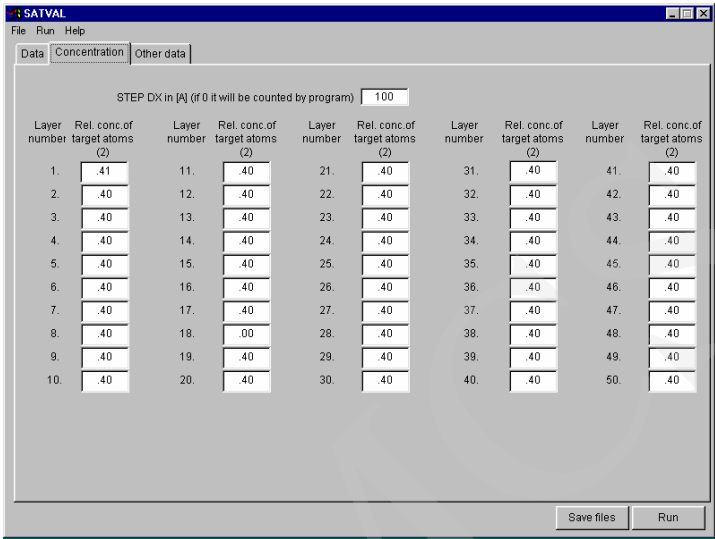 SATVAL
File Run Help
Data Concentration Other data
STEP DX in [A] (if 0 it will be counted by program) 100
Layer Rel. conc.of Layer Rel. conc.of Layer Rel. conc.of Layer Rel. conc.of Layer Rel. conc.of
number target atoms number target atoms number target atoms number target atoms number target atoms
(2) (2) (2) (2) (2)
1. .41 11. .40 21. .40 31. .40 41. .40
2. .40 12. .40 22. .40 32. .40 42. .40
3. .40 13. .40 23. .40 33. .40 43. .40
4. .40 14. .40 24. .40 34. .40 44. .40
5. .40 15. .40 25. .40 35. .40 45. .40
6. .40 16. .40 26. .40 36. .40 46. .40
7. .40 17. .40 27. .40 37. .40 47. .40
8. .40 18. .00 28. .40 38. .40 48. .40
9. .40 19. .40 29. .40 39. .40 49. .40
10. .40 20. .40 30. .40 40. .40 50. .40
Save files Run